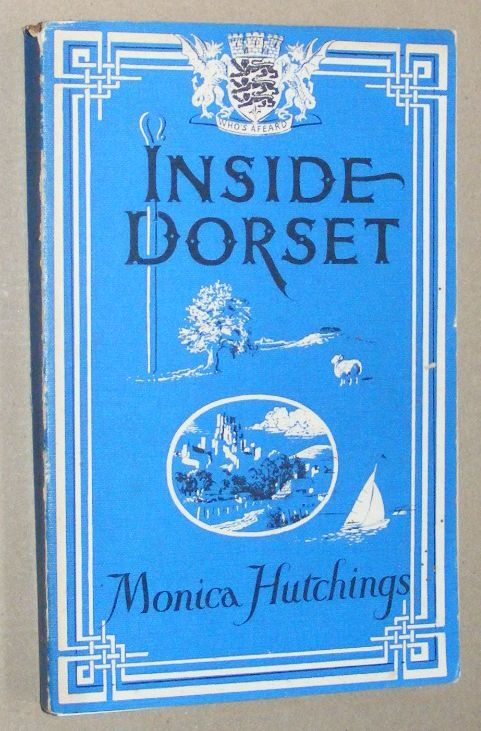 WHO'S AFEARD
INSIDE
DORSET
Monica Hutchings